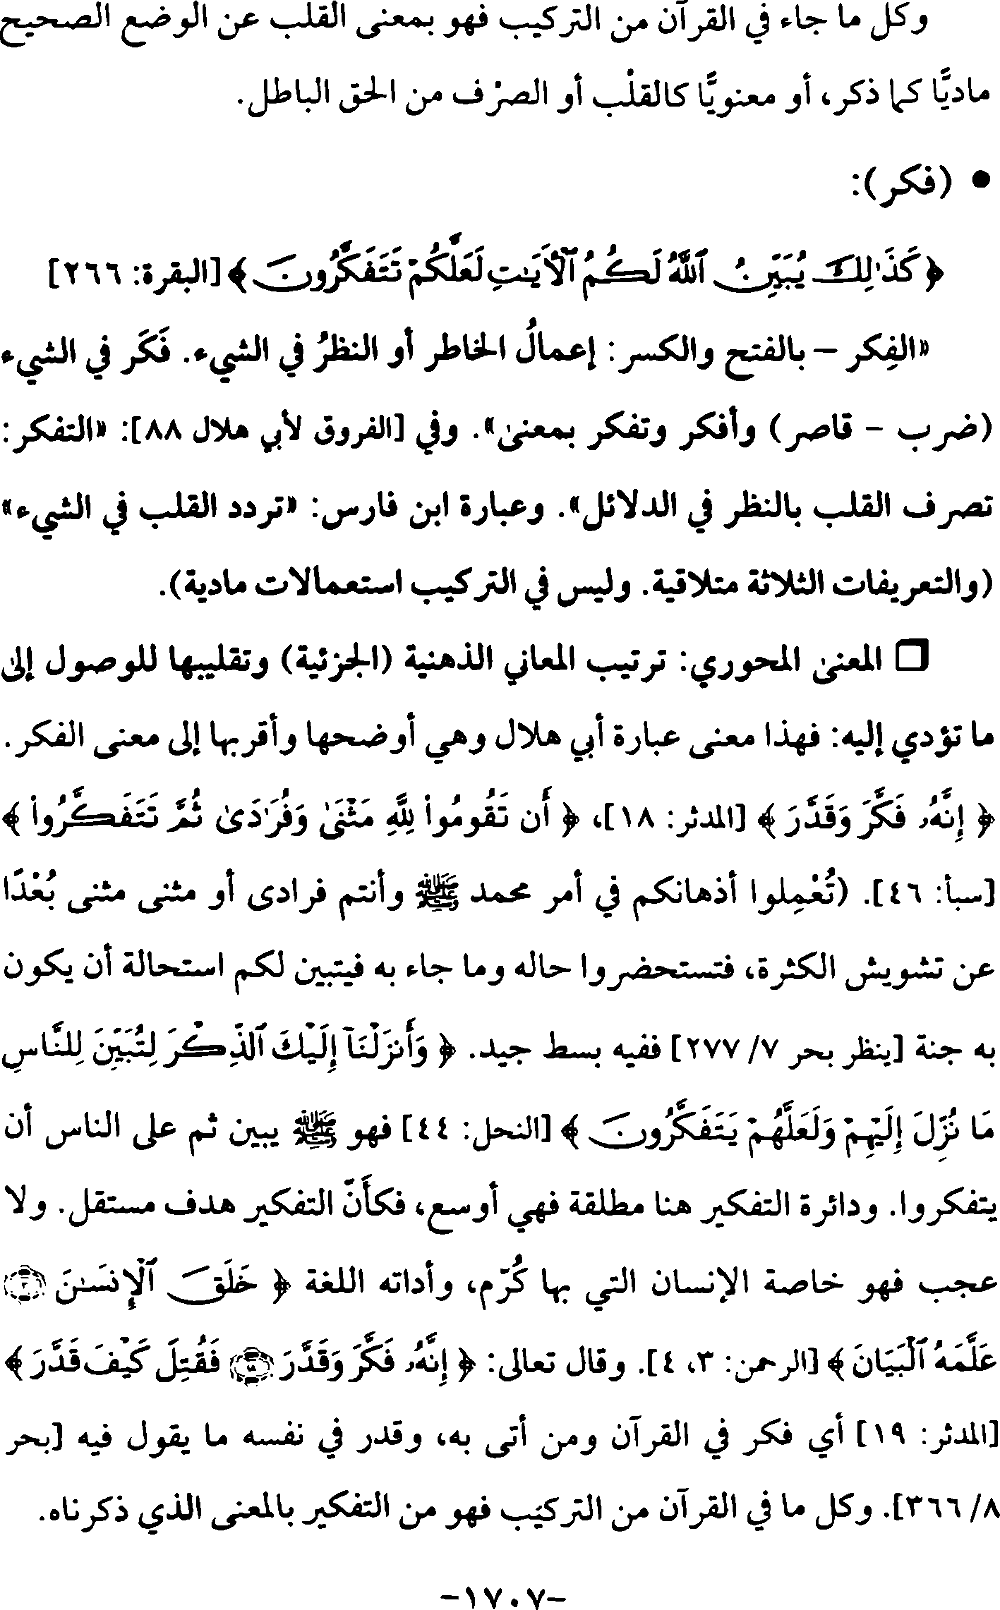 وكل ما جاء في القرآن من التركيب فهو بمعنى القلب عن الوضع الصحيح
ماديًّا كما ذكر، أو معنويًّا كالقلْب أو الصرْف من الحق الباطل.
• (فكر):
﴿كَذَٰلِكَ يُبَيِّنُ ٱللَّهُ لَكُمُ ٱلْأَيَٰتِ لَعَلَّكُمْ تَتَفَكَّرُونَ﴾ [البقرة: ٢٦٦]
«الفِكر – بالفتح والكسر: إعمالُ الخاطر أو النظرُ في الشيء. فَكَر في الشيء
(ضرب - قاصر) وأفكر وتفكر بمعنىٰ». وفي [الفروق لأبي هلال ٨٨]: «التفكر:
تصرف القلب بالنظر في الدلائل». وعبارة ابن فارس: «تردد القلب في الشيء»
(والتعريفات الثلاثة متلاقية. وليس في التركيب استعمالات مادية).
❒ المعنىٰ المحوري: ترتيب المعاني الذهنية (الجزئية) وتقليبها للوصول إلىٰ
ما تؤدي إليه: فهذا معنى عبارة أبي هلال وهي أوضحها وأقربها إلى معنى الفكر.
﴿إِنَّهُۥ فَكَّرَ وَقَدَّرَ﴾ [المدثر: ١٨]، ﴿أَن تَقُومُوا۟ لِلَّهِ مَثْنَىٰ وَفُرَٰدَىٰ ثُمَّ تَتَفَكَّرُوا۟﴾
[سبأ: ٤٦]. (تُعْمِلوا أذهانكم في أمر محمد ﷺ وأنتم فرادى أو مثنى مثنى بُعْدًا
عن تشويش الكثرة، فتستحضروا حاله وما جاء به فيتبين لكم استحالة أن يكون
به جنة [ينظر بحر ٧/ ٢٧٧] ففيه بسط جيد. ﴿وَأَنزَلْنَآ إِلَيْكَ ٱلذِّكْرَ لِتُبَيِّنَ لِلنَّاسِ
مَا نُزِّلَ إِلَيْهِمْ وَلَعَلَّهُمْ يَتَفَكَّرُونَ﴾ [النحل: ٤٤] فهو ﷺ يبين ثم على الناس أن
يتفكروا. ودائرة التفكير هنا مطلقة فهي أوسع، فكأنّ التفكير هدف مستقل. ولا
عجب فهو خاصة الإنسان التي بها كُرّم، وأداته اللغة ﴿خَلَقَ ٱلْإِنسَٰنَ ٣
عَلَّمَهُ ٱلْبَيَانَ﴾ [الرحمن: ٣، ٤]. وقال تعالى: ﴿إِنَّهُۥ فَكَّرَ وَقَدَّرَ ١٨ فَقُتِلَ كَيْفَ قَدَّرَ﴾
[المدثر: ١٩] أي فكر في القرآن ومن أتى به، وقدر في نفسه ما يقول فيه [بحر
٨/ ٣٦٦]. وكل ما في القرآن من التركيب فهو من التفكير بالمعنى الذي ذكرناه.
-١٧٠٧-